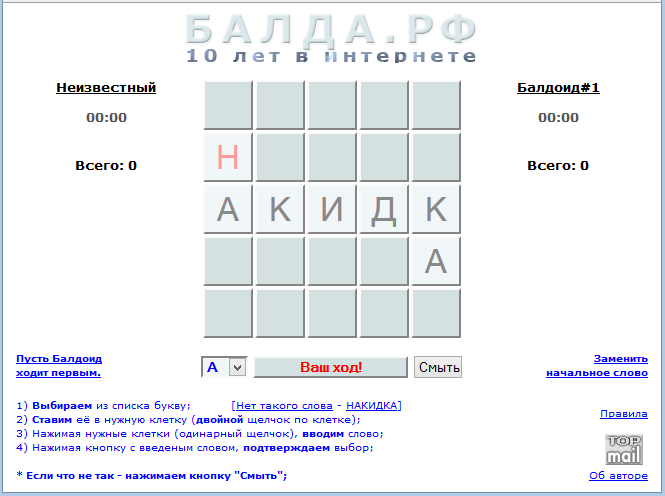 БАЛДА.РФ
10 лет в интернете
Неизвестный
Балдоид#1
00:00
00:00
Всего: 0
Всего: 0
Н
А К И Д К
А
Пусть Балдоид
ходит первым.
А
Ваш ход!
Смыть
Заменить
начальное слово
1) Выбираем из списка букву; [Нет такого слова - НАКИДКА]
2) Ставим её в нужную клетку (двойной щелчок по клетке);
3) Нажимая нужные клетки (одинарный щелчок), вводим слово;
4) Нажимая кнопку с введеным словом, подтверждаем выбор;
* Если что не так - нажимаем кнопку "Смыть";
Правила
TOP
mail
Об авторе